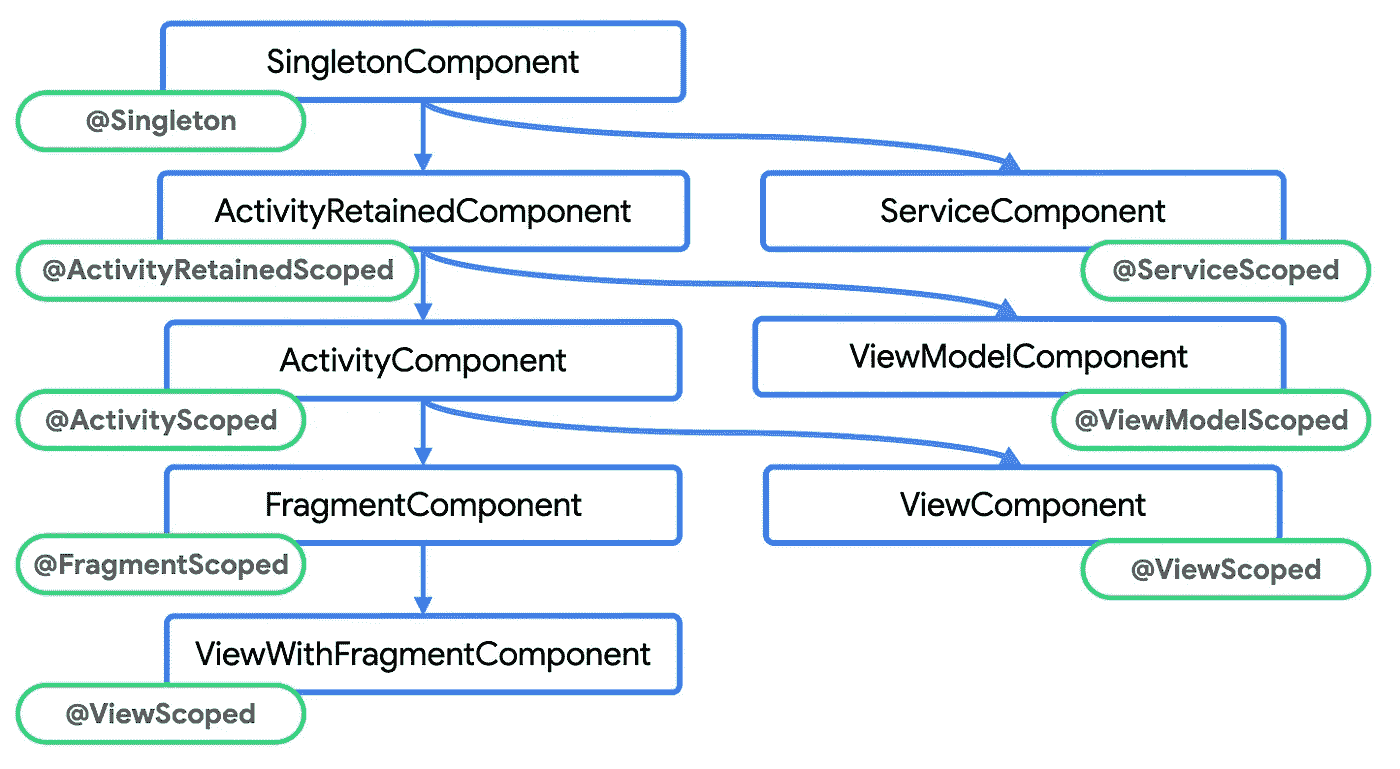 SingletonComponent
@Singleton
ActivityRetainedComponent
ServiceComponent
@ActivityRetainedScoped
@ServiceScoped
ActivityComponent
ViewModelComponent
@ActivityScoped
@ViewModelScoped
FragmentComponent
ViewComponent
@FragmentScoped
@ViewScoped
ViewWithFragmentComponent
@ViewScoped